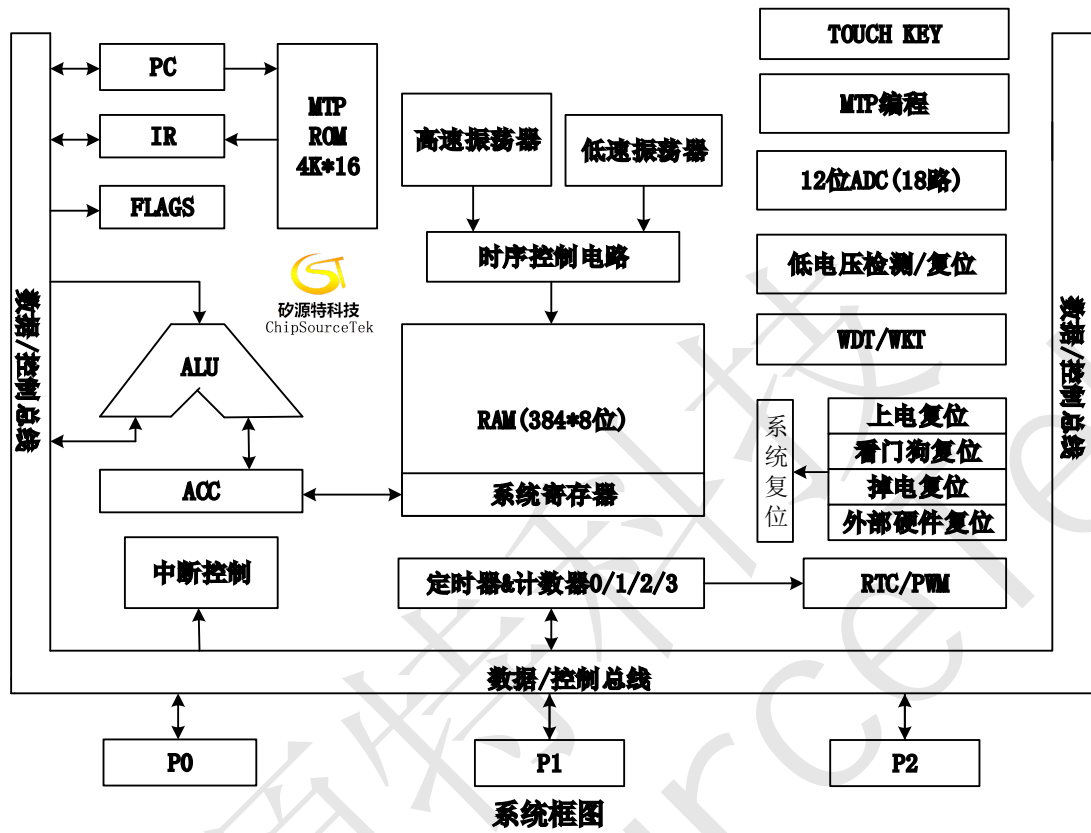 PC
IR
FLAGS
MTP
ROM
4K*16
高速振荡器
低速振荡器
时序控制电路
TOUCH KEY
MTP编程
12位ADC(18路)
低电压检测/复位
WDT/WKT
矽源特科技
ChipSourceTek
数据/控制总线
ALU
ACC
RAM(384*8位)
系统寄存器
系统复位
上电复位
看门狗复位
掉电复位
外部硬件复位
数据/控制总线
中断控制
定时器&计数器0/1/2/3
RTC/PWM
数据/控制总线
P0
P1
P2
系统框图